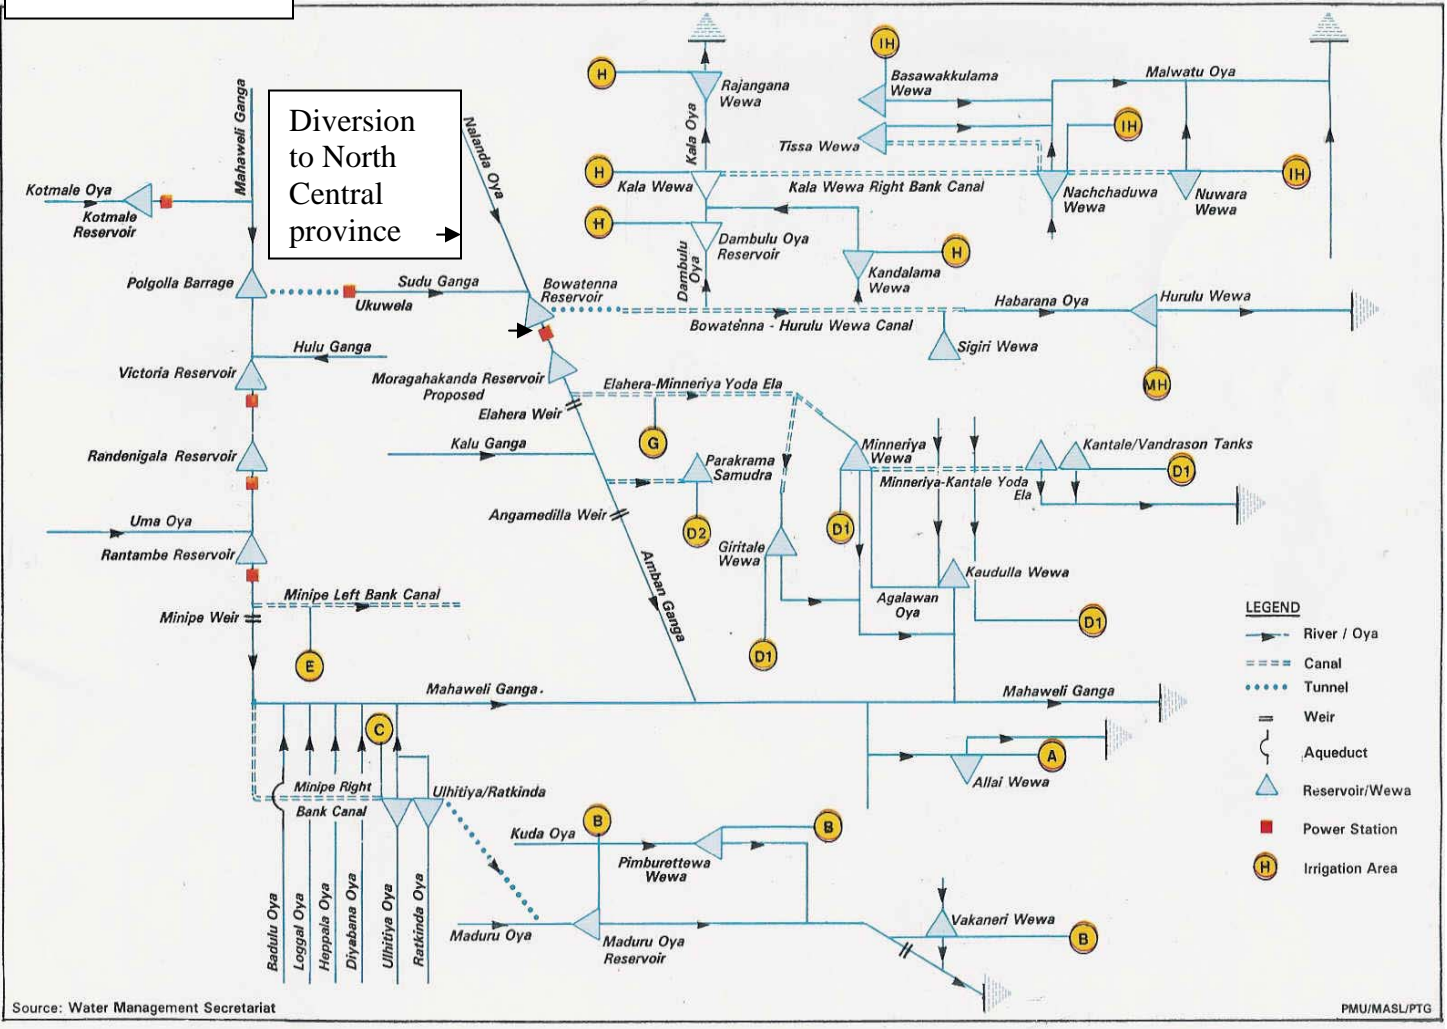 Mahaweli Ganga
Diversion
to North
Central
province
Nalanda Oya
Kotmale Oya
Kotmale
Reservoir
Polgolla Barrage
Sudu Ganga
Ukuwela
Bowatenna
Reservoir
Hulu Ganga
Victoria Reservoir
Moragahakanda Reservoir
Proposed
Elahera Weir
Kalu Ganga
Randenigala Reservoir
Angamedilla Weir
Uma Oya
Rantambe Reservoir
Minipe Left Bank Canal
Minipe Weir
E
Amban Ganga
H
Rajangana
Wewa
Kala Oya
H
Kala Wewa
H
Dambulu Oya
Reservoir
Dambulu
Oya
IH
Basawakkulama
Wewa
Tissa Wewa
Malwatu Oya
IH
Kala Wewa Right Bank Canal
Nachchaduwa
Wewa
Nuwara
Wewa
IH
H
Kandalama
Wewa
Bowatenna - Hurulu Wewa Canal
Habarana Oya
Hurulu Wewa
Sigiri Wewa
MH
Elahera-Minneriya Yoda Ela
G
Parakrama
Samudra
D2
Minneriya
Wewa
Minneriya-Kantale Yoda
Ela
Kantale/Vandrason Tanks
D1
D1
Giritale
Wewa
D1
Agalawan
Oya
Kaudulla Wewa
D1
Mahaweli Ganga.
Mahaweli Ganga
C
Minipe Right
Bank Canal
Ulhitiya/Ratkinda
Badulu Oya
Loggal Oya
Heppala Oya
Diyabana Oya
Ulhitiya Oya
Ratkinda Oya
A
Allai Wewa
B
Kuda Oya
Pimburettewa
Wewa
B
Maduru Oya
Maduru Oya
Reservoir
Vakaneri Wewa
B
LEGEND
River / Oya
Canal
Tunnel
Weir
Aqueduct
Reservoir/Wewa
Power Station
H
Irrigation Area
Source: Water Management Secretariat
PMU/MASL/PTG